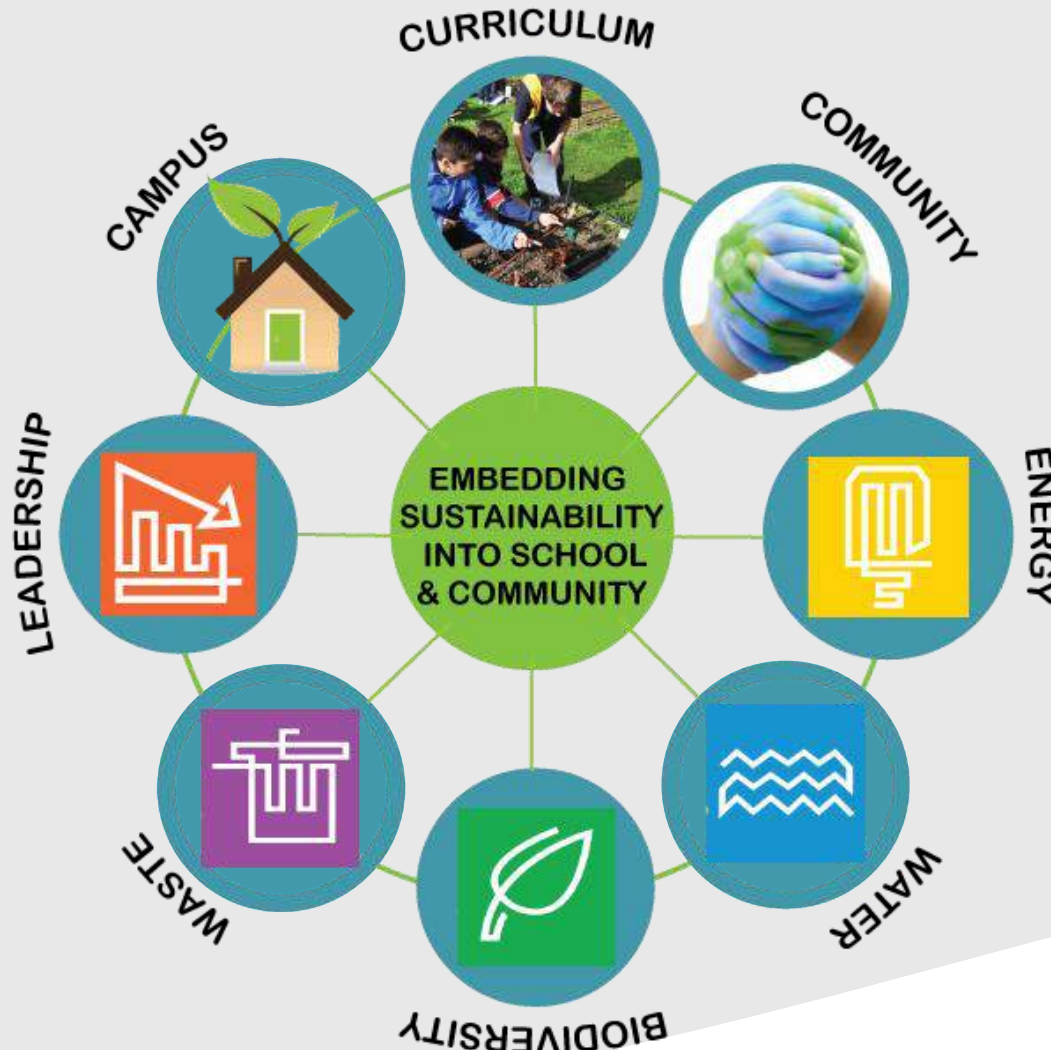 CURRICULUM
COMMUNITY
ENERGY
WATER
BIODIVERSITY
WASTE
LEADERSHIP
CAMPUS
EMBEDDING
SUSTAINABILITY
INTO SCHOOL
& COMMUNITY